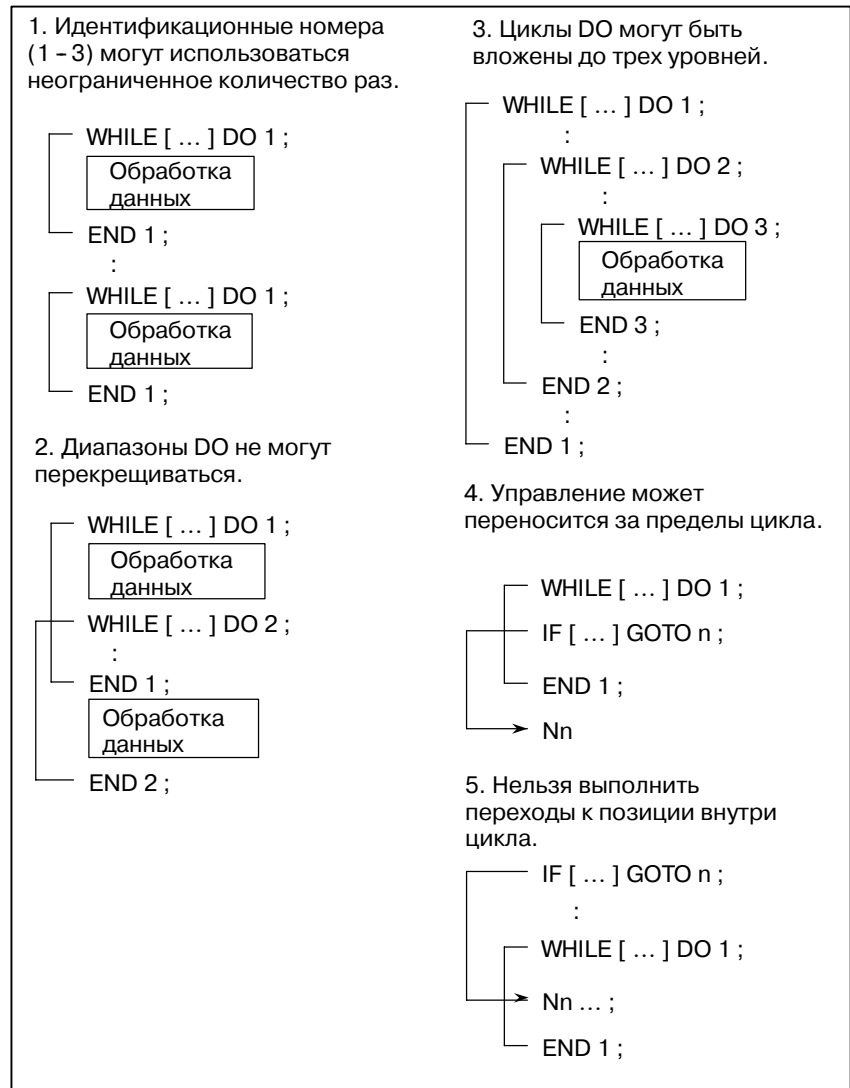 1. Идентификационные номера
(1 – 3) могут использоваться
неограниченное количество раз.
WHILE [ … ] DO 1 ;
Обработка
данных
END 1 ;
:
WHILE [ … ] DO 1 ;
Обработка
данных
END 1 ;
2. Диапазоны DO не могут
перекрещиваться.
WHILE [ … ] DO 1 ;
Обработка
данных
WHILE [ … ] DO 2 ;
:
END 1 ;
Обработка
данных
END 2 ;
3. Циклы DO могут быть
вложены до трех уровней.
WHILE [ … ] DO 1 ;
:
WHILE [ … ] DO 2 ;
:
WHILE [ … ] DO 3 ;
Обработка
данных
END 3 ;
:
END 2 ;
:
END 1 ;
4. Управление может
переносится за пределы цикла.
WHILE [ … ] DO 1 ;
IF [ … ] GOTO n ;
END 1 ;
Nn
5. Нельзя выполнить
переходы к позиции внутри
цикла.
IF [ … ] GOTO n ;
:
WHILE [ … ] DO 1 ;
Nn … ;
END 1 ;